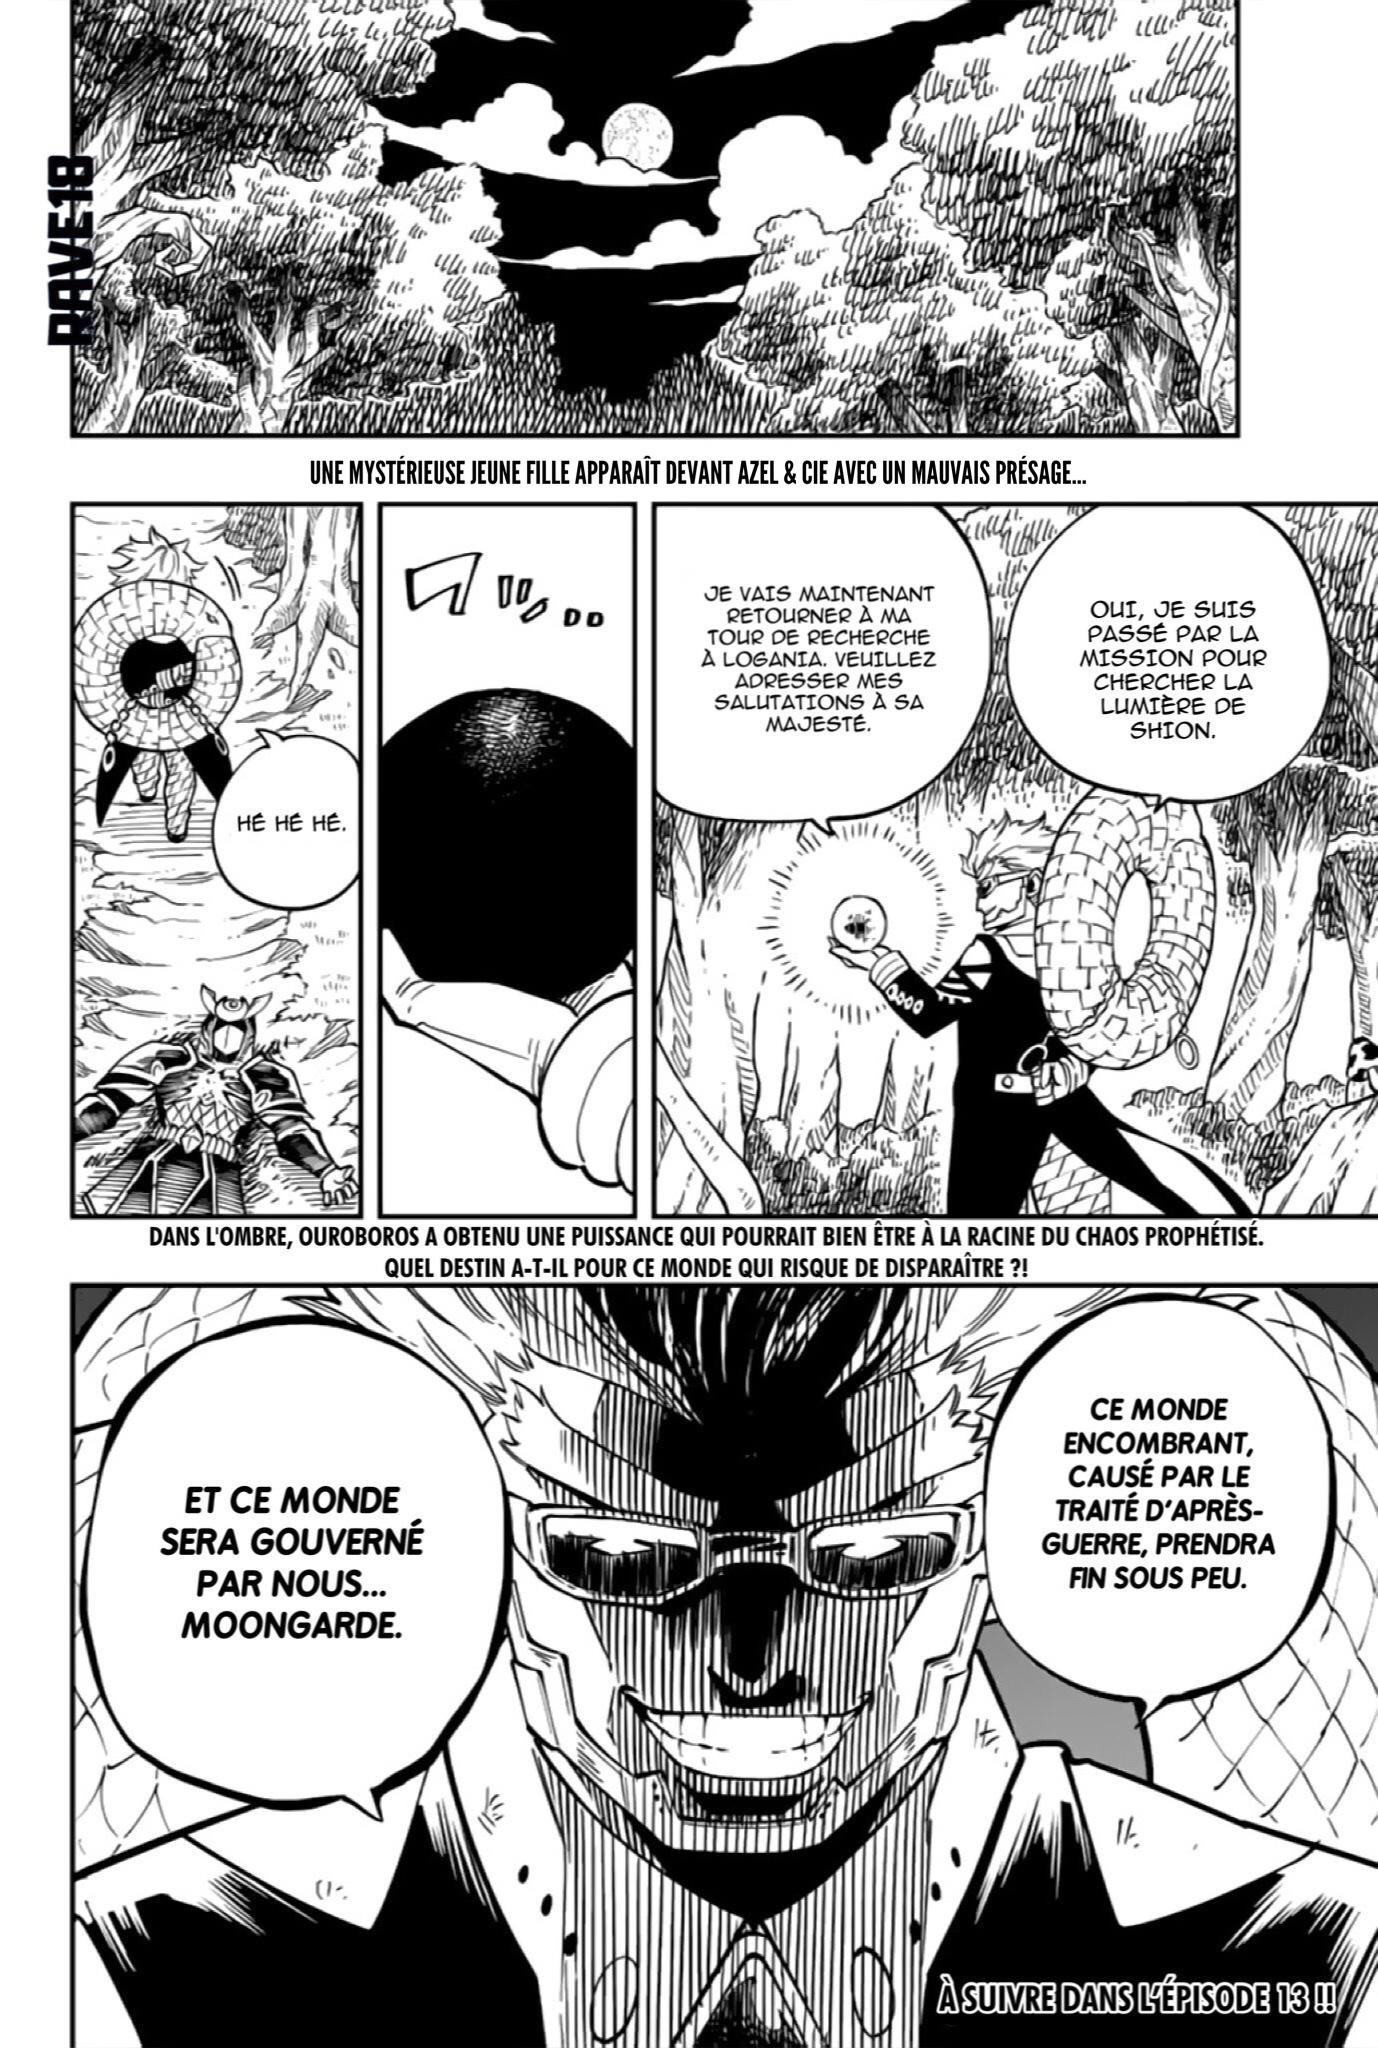 RAVE18
UNE MYSTÉRIEUSE JEUNE FILLE APPARAÎT DEVANT AZEL & CIE AVEC UN MAUVAIS PRÉSAGE...
OUI, JE SUIS
PASSÉ PAR LA
MISSION POUR
CHERCHER LA
LUMIÈRE DE
SHION.
JE VAIS MAINTENANT
RETOURNER À MA
TOUR DE RECHERCHE
À LOGANIA. VEUILLEZ
ADRESSER MES
SALUTATIONS À SA
MAJESTÉ.
HÉ HÉ HÉ.
DANS L'OMBRE, OUROBOROS A OBTENU UNE PUISSANCE QUI POURRAIT BIEN ÊTRE À LA RACINE DU CHAOS PROPHÉTISÉ.
QUEL DESTIN A-T-IL POUR CE MONDE QUI RISQUE DE DISPARAÎTRE ?!
CE MONDE
ENCOMBRANT,
CAUSÉ PAR LE
TRAITÉ D'APRÈS-
GUERRE, PRENDRA
FIN SOUS PEU.
ET CE MONDE
SERA GOUVERNÉ
PAR NOUS...
MOONGARDE.
À SUIVRE DANS L'ÉPISODE 13 !!